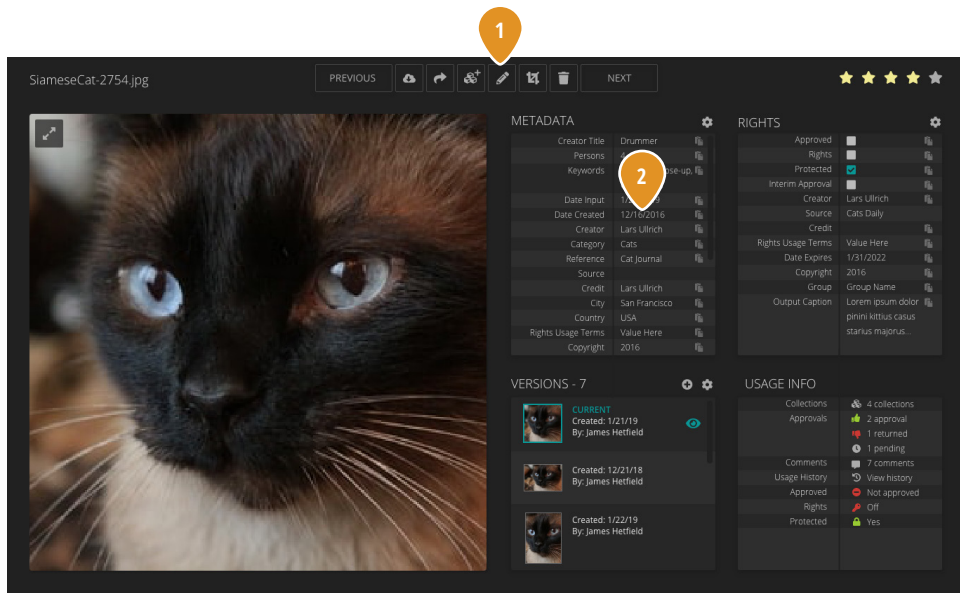 1
SiameseCat-2754.jpg
PREVIOUS
NEXT
METADATA
Creator Title Drummer
Persons
Keywords ose-up,
2
Date Input
Date Created 12/16/2016
Creator Lars Ullrich
Category Cats
Reference Cat Journal
Source
Credit Lars Ullrich
City San Francisco
Country USA
Rights Usage Terms Value Here
Copyright 2016
RIGHTS
Approved
Rights
Protected
Interim Approval
Creator Lars Ullrich
Source Cats Daily
Credit
Rights Usage Terms Value Here
Date Expires 1/31/2022
Copyright 2016
Group Group Name
Output Caption Lorem ipsum dolor
pinini kittius casus
starius majorus...
VERSIONS - 7
CURRENT
Created: 1/21/19
By: James Hetfield
Created: 12/21/18
By: James Hetfield
Created: 1/22/19
By: James Hetfield
USAGE INFO
Collections 4 collections
Approvals 2 approval
1 returned
1 pending
Comments 7 comments
Usage History View history
Approved Not approved
Rights Off
Protected Yes